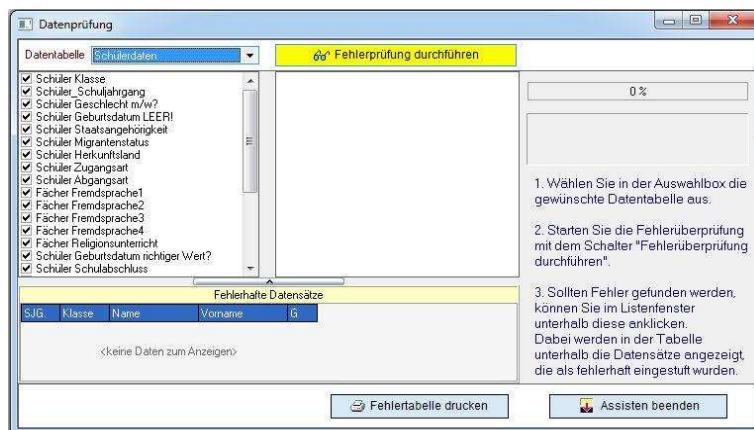 Datenprüfung
Datentabelle Schülerdaten
Fehlerprüfung durchführen
Schüler Klasse
Schüler_Schuljahrgang
Schüler Geschlecht m/w?
Schüler Geburtsdatum LEER!
Schüler Staatsangehörigkeit
Schüler Migrantenstatus
Schüler Herkunftsland
Schüler Zugangsart
Schüler Abgangsart
Fächer Fremdsprache1
Fächer Fremdsprache2
Fächer Fremdsprache3
Fächer Fremdsprache4
Fächer Religionsunterricht
Schüler Geburtsdatum richtiger Wert?
Schüler Schulabschluss
0 %
1. Wählen Sie in der Auswahlbox die
gewünschte Datentabelle aus.
2. Starten Sie die Fehlerüberprüfung
mit dem Schalter "Fehlerüberprüfung
durchführen".
3. Sollten Fehler gefunden werden,
können Sie im Listenfenster
unterhalb diese anklicken.
Dabei werden in der Tabelle
unterhalb die Datensätze angezeigt,
die als fehlerhaft eingestuft wurden.
Fehlerhafte Datensätze
SJG. Klasse Name Vorname G
<keine Daten zum Anzeigen>
Fehlertabelle drucken
Assisten beenden